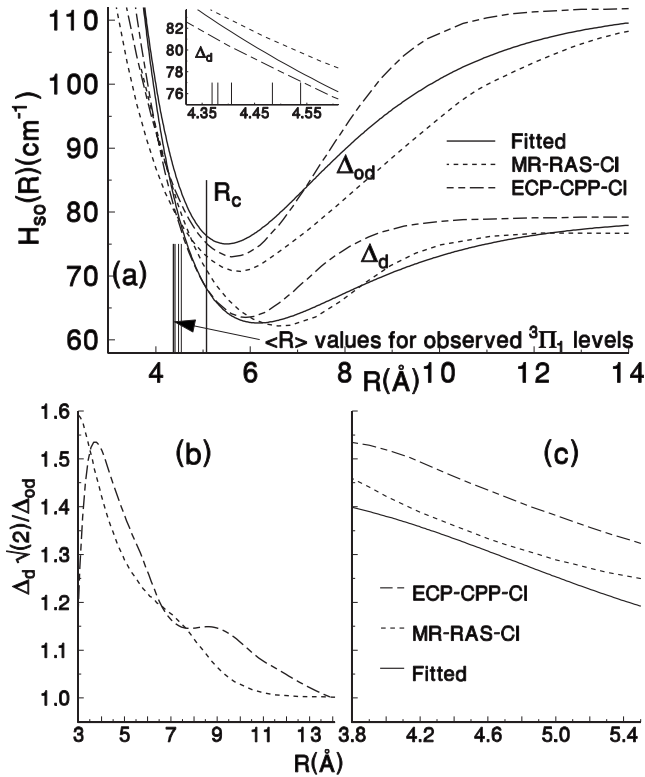 110
100
90
80
70
60
H_so(R)(cm^-1)
82
80
78
76
Δ_d
4.35 4.45 4.55
R_c
Δ_od
Fitted
MR-RAS-CI
ECP-CPP-CI
Δ_d
(a)
<R> values for observed ³Π₁ levels
4 6 8 10 12 14
R(Å)
1.6
1.5
1.4
1.3
1.2
1.1
1.0
Δ_d √(2)/Δ_od
(b)
3 5 7 9 11 13
R(Å)
(c)
ECP-CPP-CI
MR-RAS-CI
Fitted
3.8 4.2 4.6 5.0 5.4